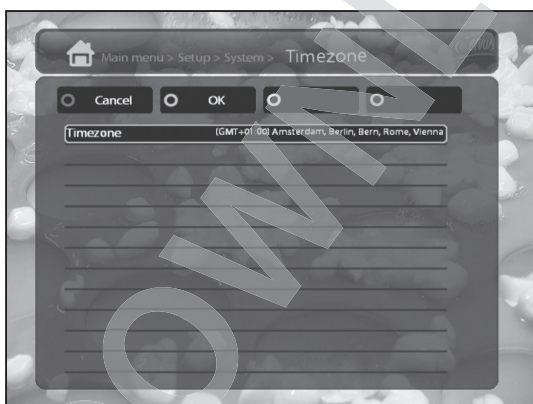 Main menu > Setup > System > Timezone
Cancel OK
Timezone (GMT+01:00) Amsterdam, Berlin, Bern, Rome, Vienna